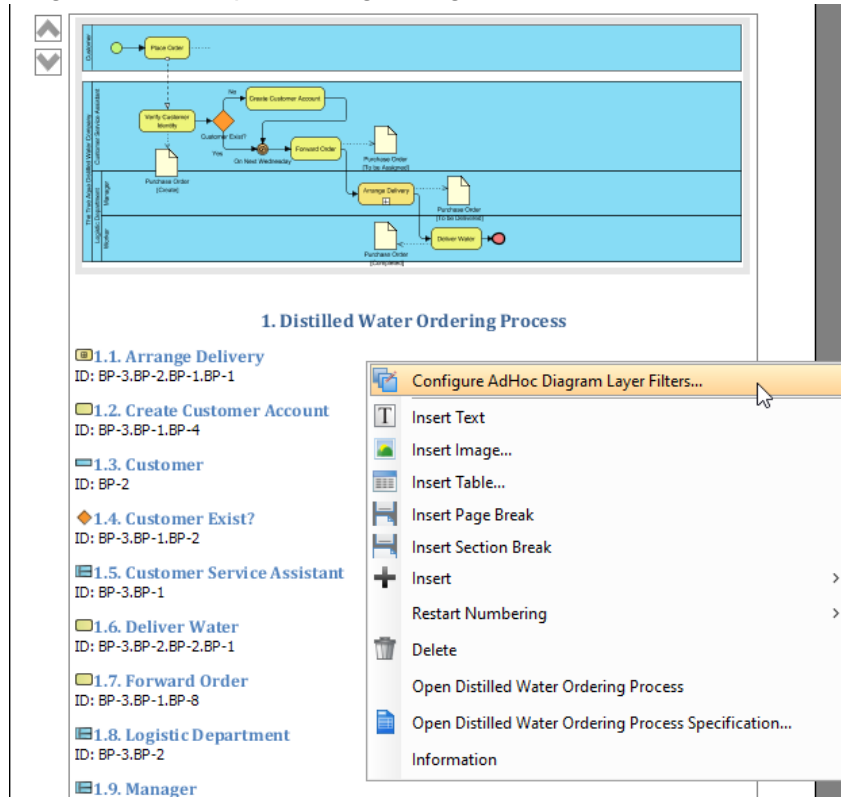 Customer
Place Order
The True Aqua Distilled Water Company
Customer Service Assistant
Verify Customer
Identity
No
Create Customer Account
Customer Exist?
Yes
On Next Wednesday
Forward Order
Purchase Order
[Create]
Purchase Order
[To be Assigned]
Logistic Department
Manager
Arrange Delivery
Purchase Order
[To be Delivered]
Worker
Purchase Order
[Completed]
Deliver Water
1. Distilled Water Ordering Process
1.1. Arrange Delivery
ID: BP-3.BP-2.BP-1.BP-1
1.2. Create Customer Account
ID: BP-3.BP-1.BP-4
1.3. Customer
ID: BP-2
1.4. Customer Exist?
ID: BP-3.BP-1.BP-2
1.5. Customer Service Assistant
ID: BP-3.BP-1
1.6. Deliver Water
ID: BP-3.BP-2.BP-2.BP-1
1.7. Forward Order
ID: BP-3.BP-1.BP-8
1.8. Logistic Department
ID: BP-3.BP-2
1.9. Manager
Configure AdHoc Diagram Layer Filters...
T
Insert Text
Insert Image...
Insert Table...
Insert Page Break
Insert Section Break
Insert
Restart Numbering
Delete
Open Distilled Water Ordering Process
Open Distilled Water Ordering Process Specification...
Information